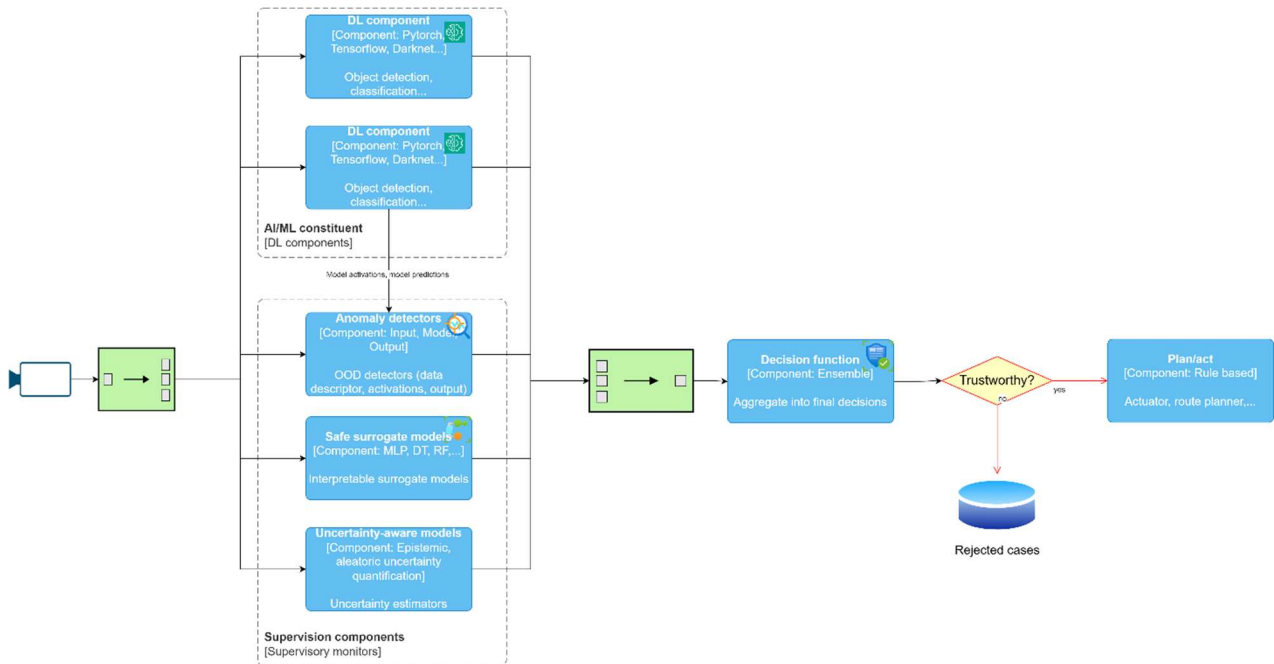 DL component
[Component: Pytorch,
Tensorflow, Darknet...]
Object detection,
classification...
DL component
[Component: Pytorch,
Tensorflow, Darknet...]
Object detection,
classification...
AI/ML constituent
[DL components]
Model activations, model predictions
Anomaly detectors
[Component: Input, Model,
Output]
OOD detectors (data
descriptor, activations, output)
Safe surrogate models
[Component: MLP, DT, RF,...]
Interpretable surrogate models
Uncertainty-aware models
[Component: Epistemic,
aleatoric uncertainty
quantification]
Uncertainty estimators
Supervision components
[Supervisory monitors]
Decision function
[Component: Ensemble]
Aggregate into final decisions
Trustworthy?
yes
no
Plan/act
[Component: Rule based]
Actuator, route planner,...
Rejected cases